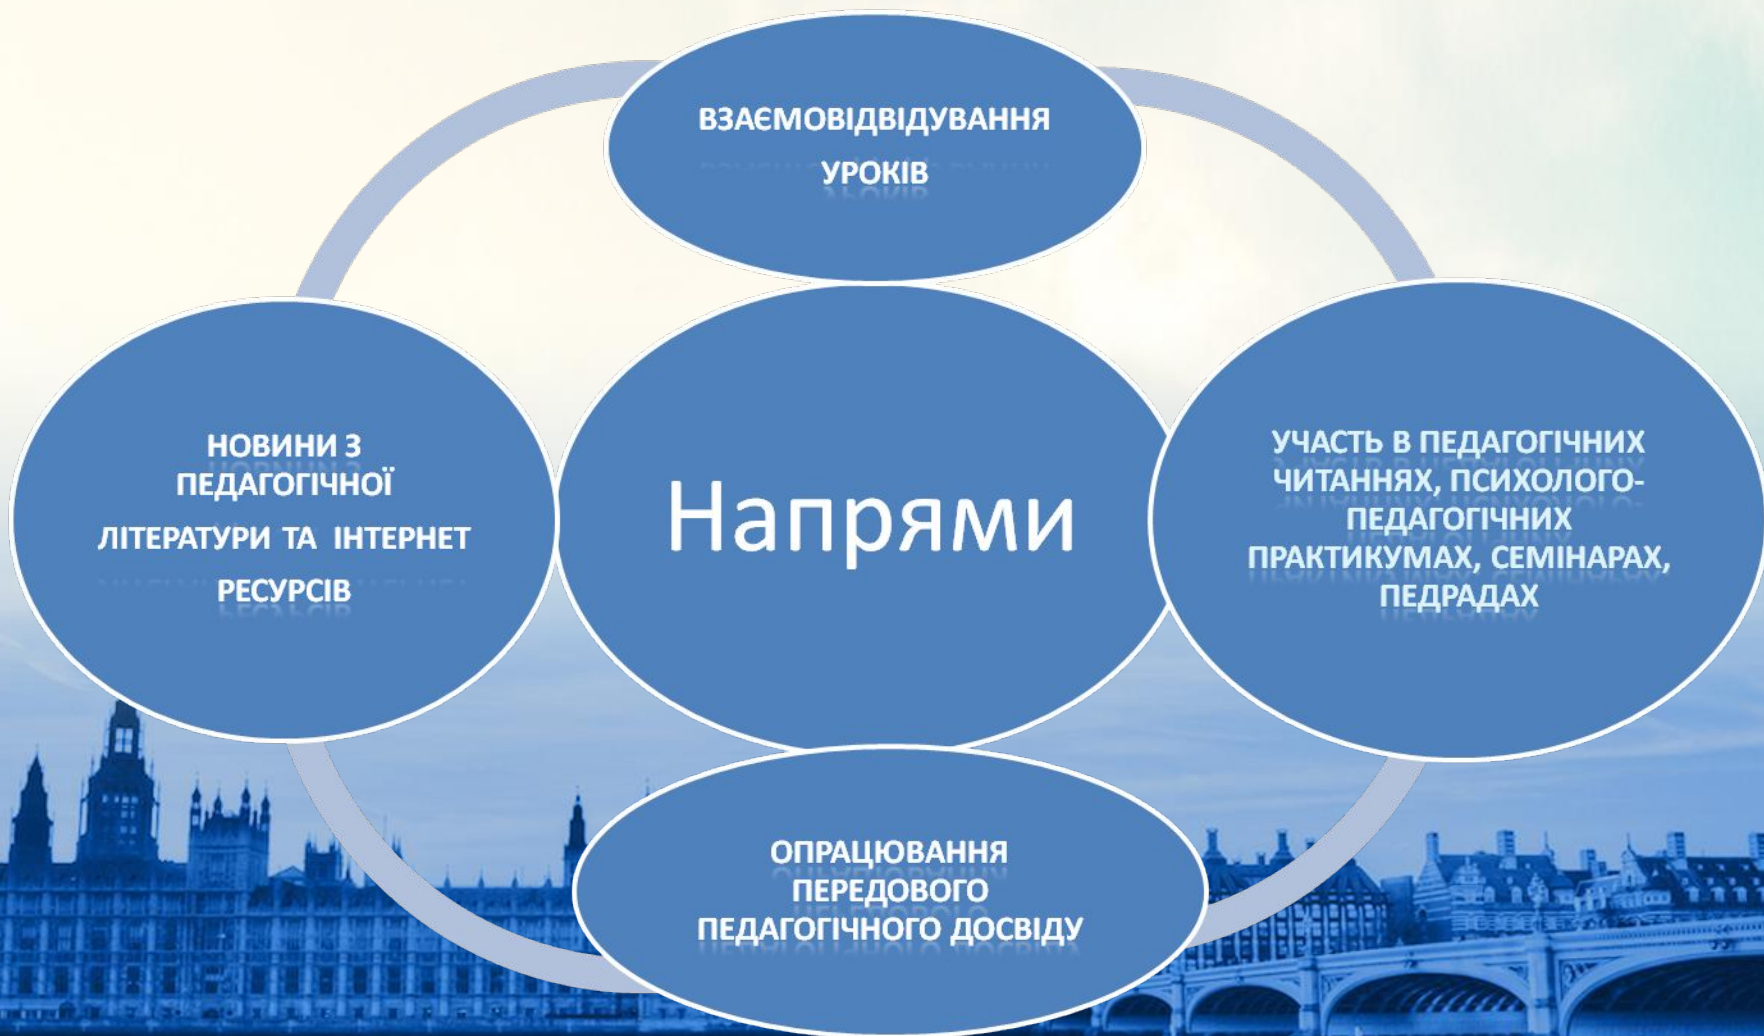 ВЗАЄМОВІДВІДУВАННЯ
УРОКІВ
НОВИНИ З
ПЕДАГОГІЧНОЇ
ЛІТЕРАТУРИ ТА ІНТЕРНЕТ
РЕСУРСІВ
Напрями
УЧАСТЬ В ПЕДАГОГІЧНИХ
ЧИТАННЯХ, ПСИХОЛОГО-
ПЕДАГОГІЧНИХ
ПРАКТИКУМАХ, СЕМІНАРАХ,
ПЕДРАДАХ
ОПРАЦЮВАННЯ
ПЕРЕДОВОГО
ПЕДАГОГІЧНОГО ДОСВІДУ